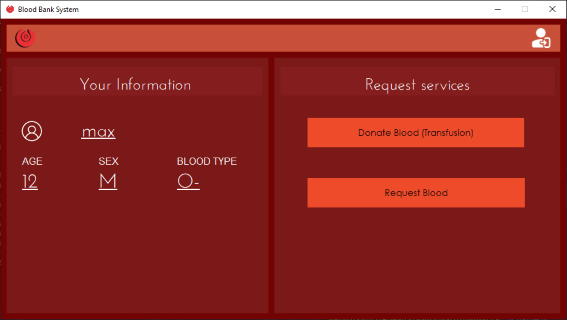 Blood Bank System
Your Information
max
AGE SEX BLOOD TYPE
12 M O-
Request services
Donate Blood (Transfusion)
Request Blood